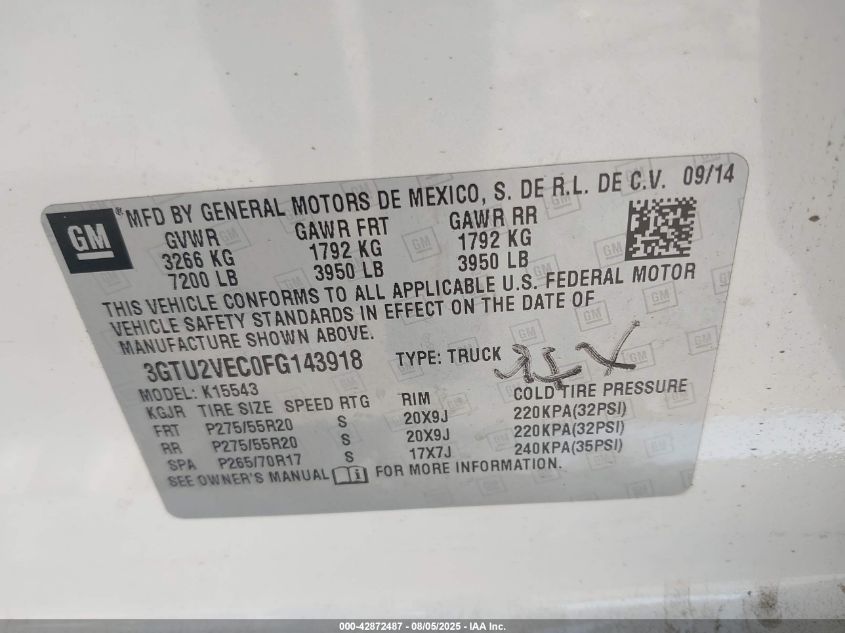 GM ® MFD BY GENERAL MOTORS DE MEXICO, S. DE R.L. DE C.V. 09/14
GVWR GAWR FRT GAWR RR
3266 KG 1792 KG 1792 KG
7200 LB 3950 LB 3950 LB
THIS VEHICLE CONFORMS TO ALL APPLICABLE U.S. FEDERAL MOTOR
VEHICLE SAFETY STANDARDS IN EFFECT ON THE DATE OF
MANUFACTURE SHOWN ABOVE.
3GTU2VEC0FG143918 TYPE: TRUCK
MODEL: K15543
KGJR TIRE SIZE SPEED RTG RIM COLD TIRE PRESSURE
FRT P275/55R20 S 20X9J 220KPA(32PSI)
RR P275/55R20 S 20X9J 220KPA(32PSI)
SPA P265/70R17 S 17X7J 240KPA(35PSI)
SEE OWNER'S MANUAL FOR MORE INFORMATION.
000-42872487 - 08/05/2025 - IAA Inc.